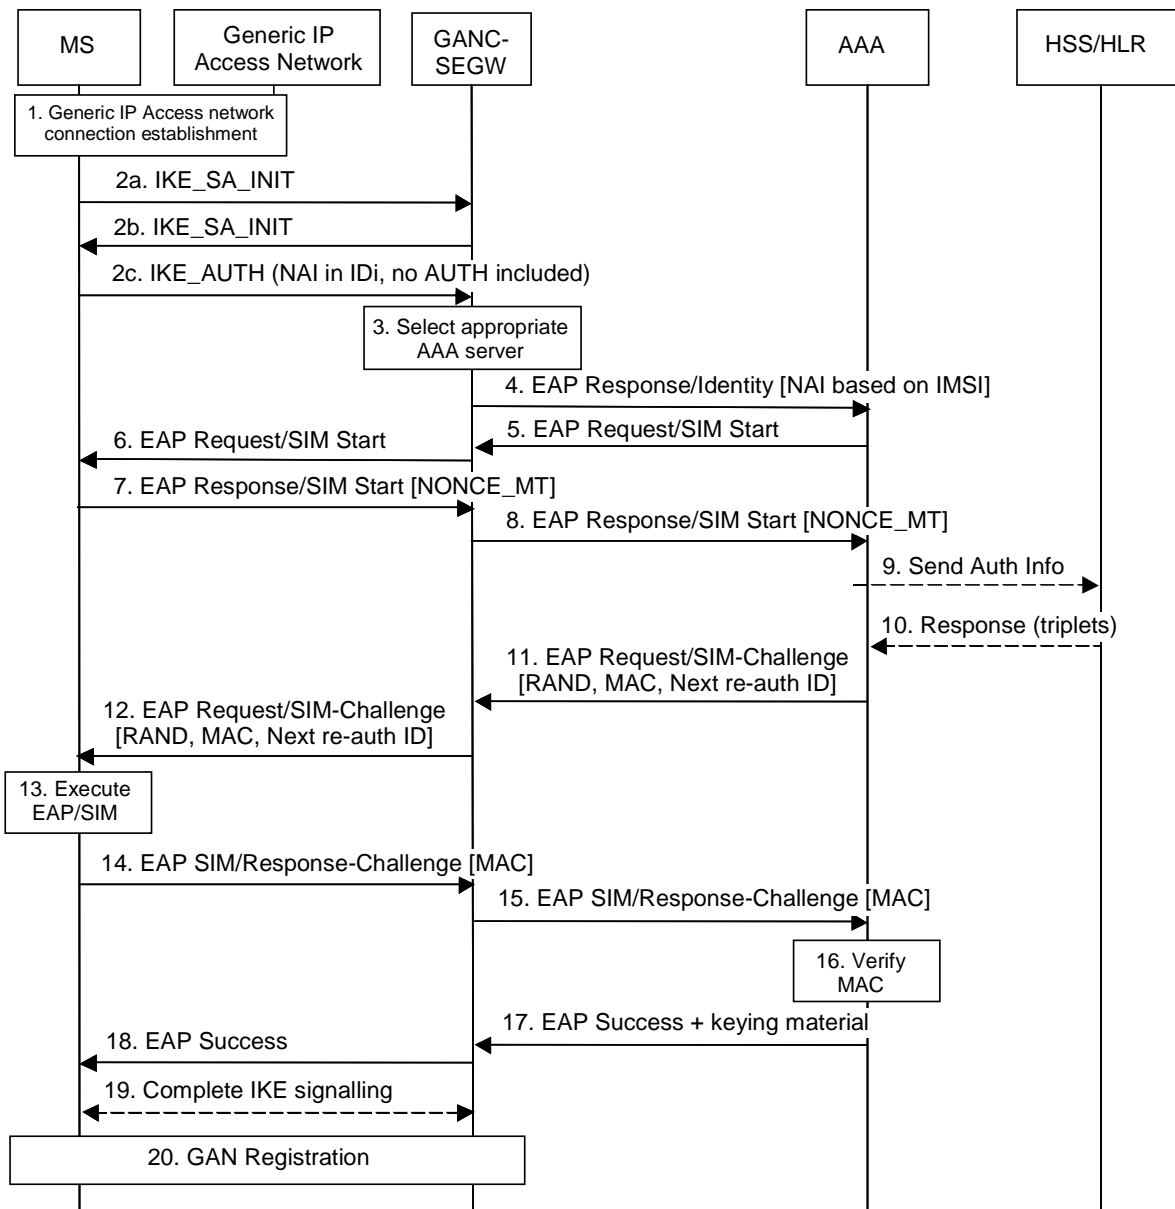 MS
Generic IP
Access Network
GANC-
SEGW
AAA
HSS/HLR
1. Generic IP Access network
connection establishment
2a. IKE_SA_INIT
2b. IKE_SA_INIT
2c. IKE_AUTH (NAI in IDi, no AUTH included)
3. Select appropriate
AAA server
4. EAP Response/Identity [NAI based on IMSI]
5. EAP Request/SIM Start
6. EAP Request/SIM Start
7. EAP Response/SIM Start [NONCE_MT]
8. EAP Response/SIM Start [NONCE_MT]
9. Send Auth Info
10. Response (triplets)
11. EAP Request/SIM-Challenge
[RAND, MAC, Next re-auth ID]
12. EAP Request/SIM-Challenge
[RAND, MAC, Next re-auth ID]
13. Execute
EAP/SIM
14. EAP SIM/Response-Challenge [MAC]
15. EAP SIM/Response-Challenge [MAC]
16. Verify
MAC
17. EAP Success + keying material
18. EAP Success
19. Complete IKE signalling
20. GAN Registration